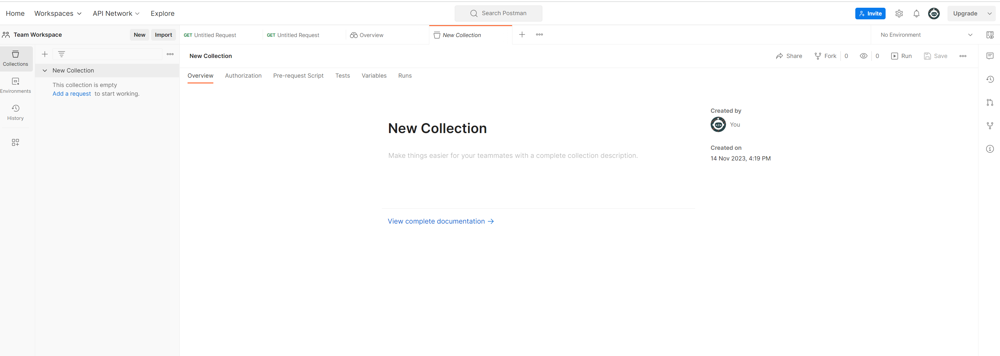 Home Workspaces API Network Explore Search Postman Invite Upgrade
Team Workspace New Import GET Untitled Request GET Untitled Request Overview New Collection No Environment
Collections
New Collection Share Fork 0 0 Run Save
New Collection
Overview Authorization Pre-request Script Tests Variables Runs
This collection is empty
Add a request to start working.
Environments
History
Created by
</> You
New Collection
Created on
14 Nov 2023, 4:19 PM
Make things easier for your teammates with a complete collection description.
View complete documentation →